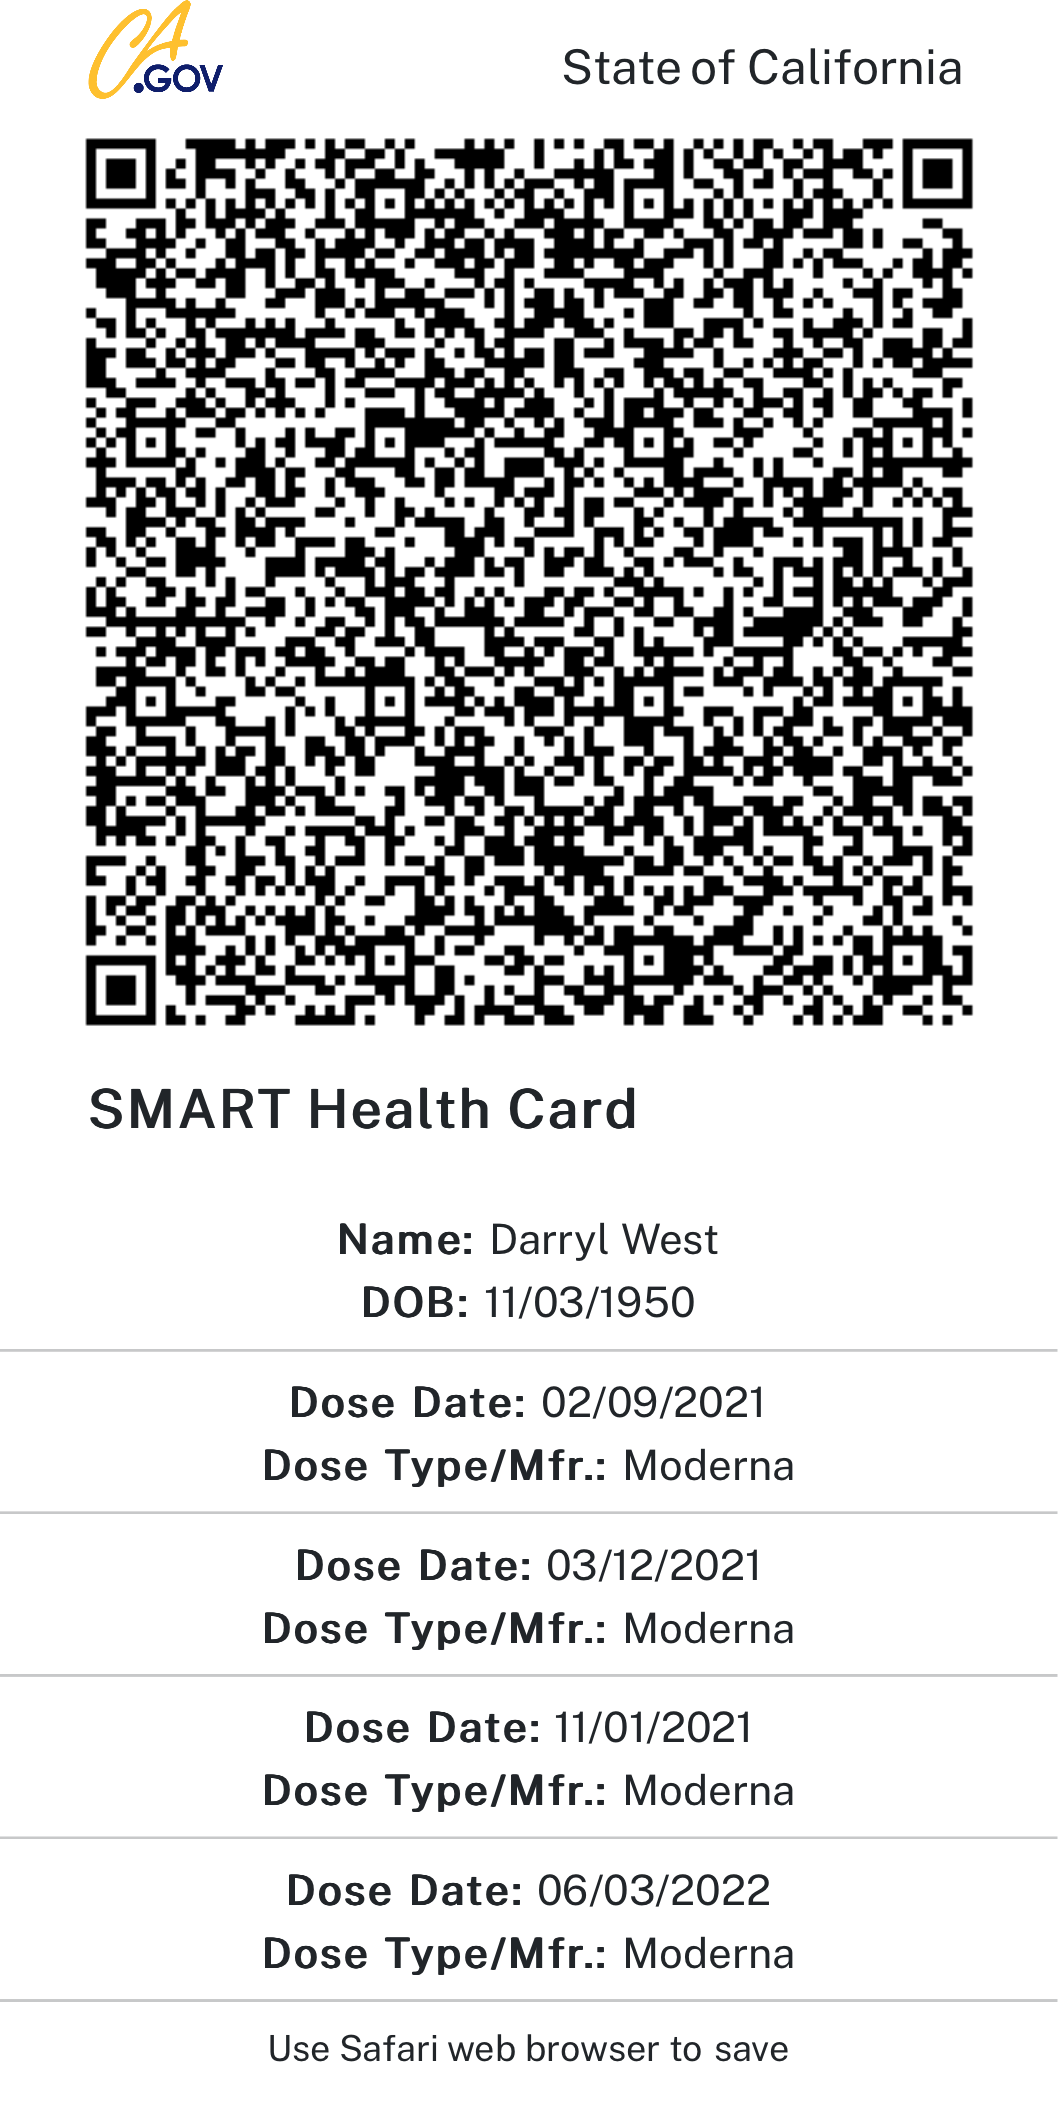 CA
.GOV
State of California
SMART Health Card
Name: Darryl West
DOB: 11/03/1950
Dose Date: 02/09/2021
Dose Type/Mfr.: Moderna
Dose Date: 03/12/2021
Dose Type/Mfr.: Moderna
Dose Date: 11/01/2021
Dose Type/Mfr.: Moderna
Dose Date: 06/03/2022
Dose Type/Mfr.: Moderna
Use Safari web browser to save